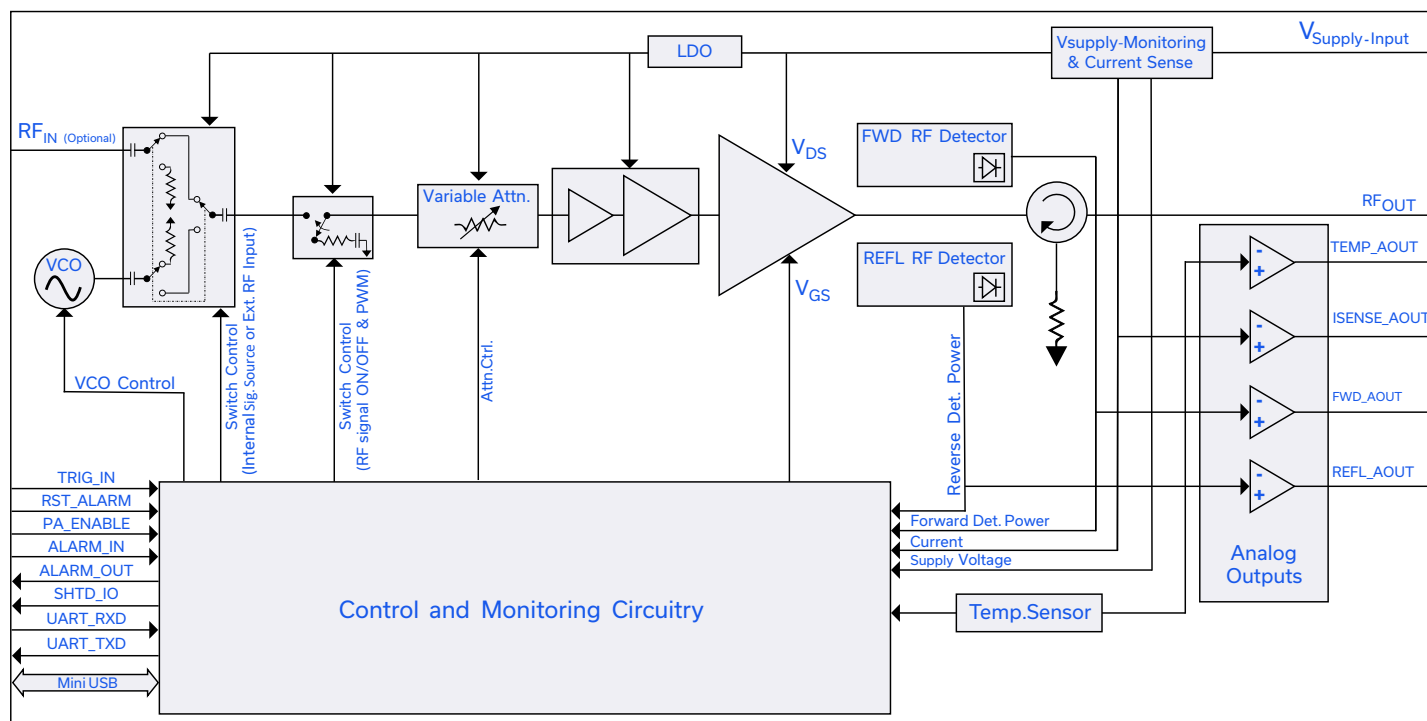 LDO
Vsupply-Monitoring
& Current Sense
VSupply-Input
RFIN (Optional)
VDS
FWD RF Detector
Variable Attn.
RFOUT
VCO
REFL RF Detector
TEMP_AOUT
VGS
ISENSE_AOUT
VCO Control
Switch Control
(Internal Sig. Source or Ext. RF Input)
Switch Control
(RF signal ON/OFF & PWM)
Attn.Ctrl.
Reverse Det. Power
FWD_AOUT
REFL_AOUT
- 
+
-
+
-
+
-
+
TRIG_IN
RST_ALARM
PA_ENABLE
ALARM_IN
ALARM_OUT
SHTD_IO
UART_RXD
UART_TXD
Mini USB
Forward Det. Power
Current
Supply Voltage
Analog
Outputs
Control and Monitoring Circuitry
Temp.Sensor